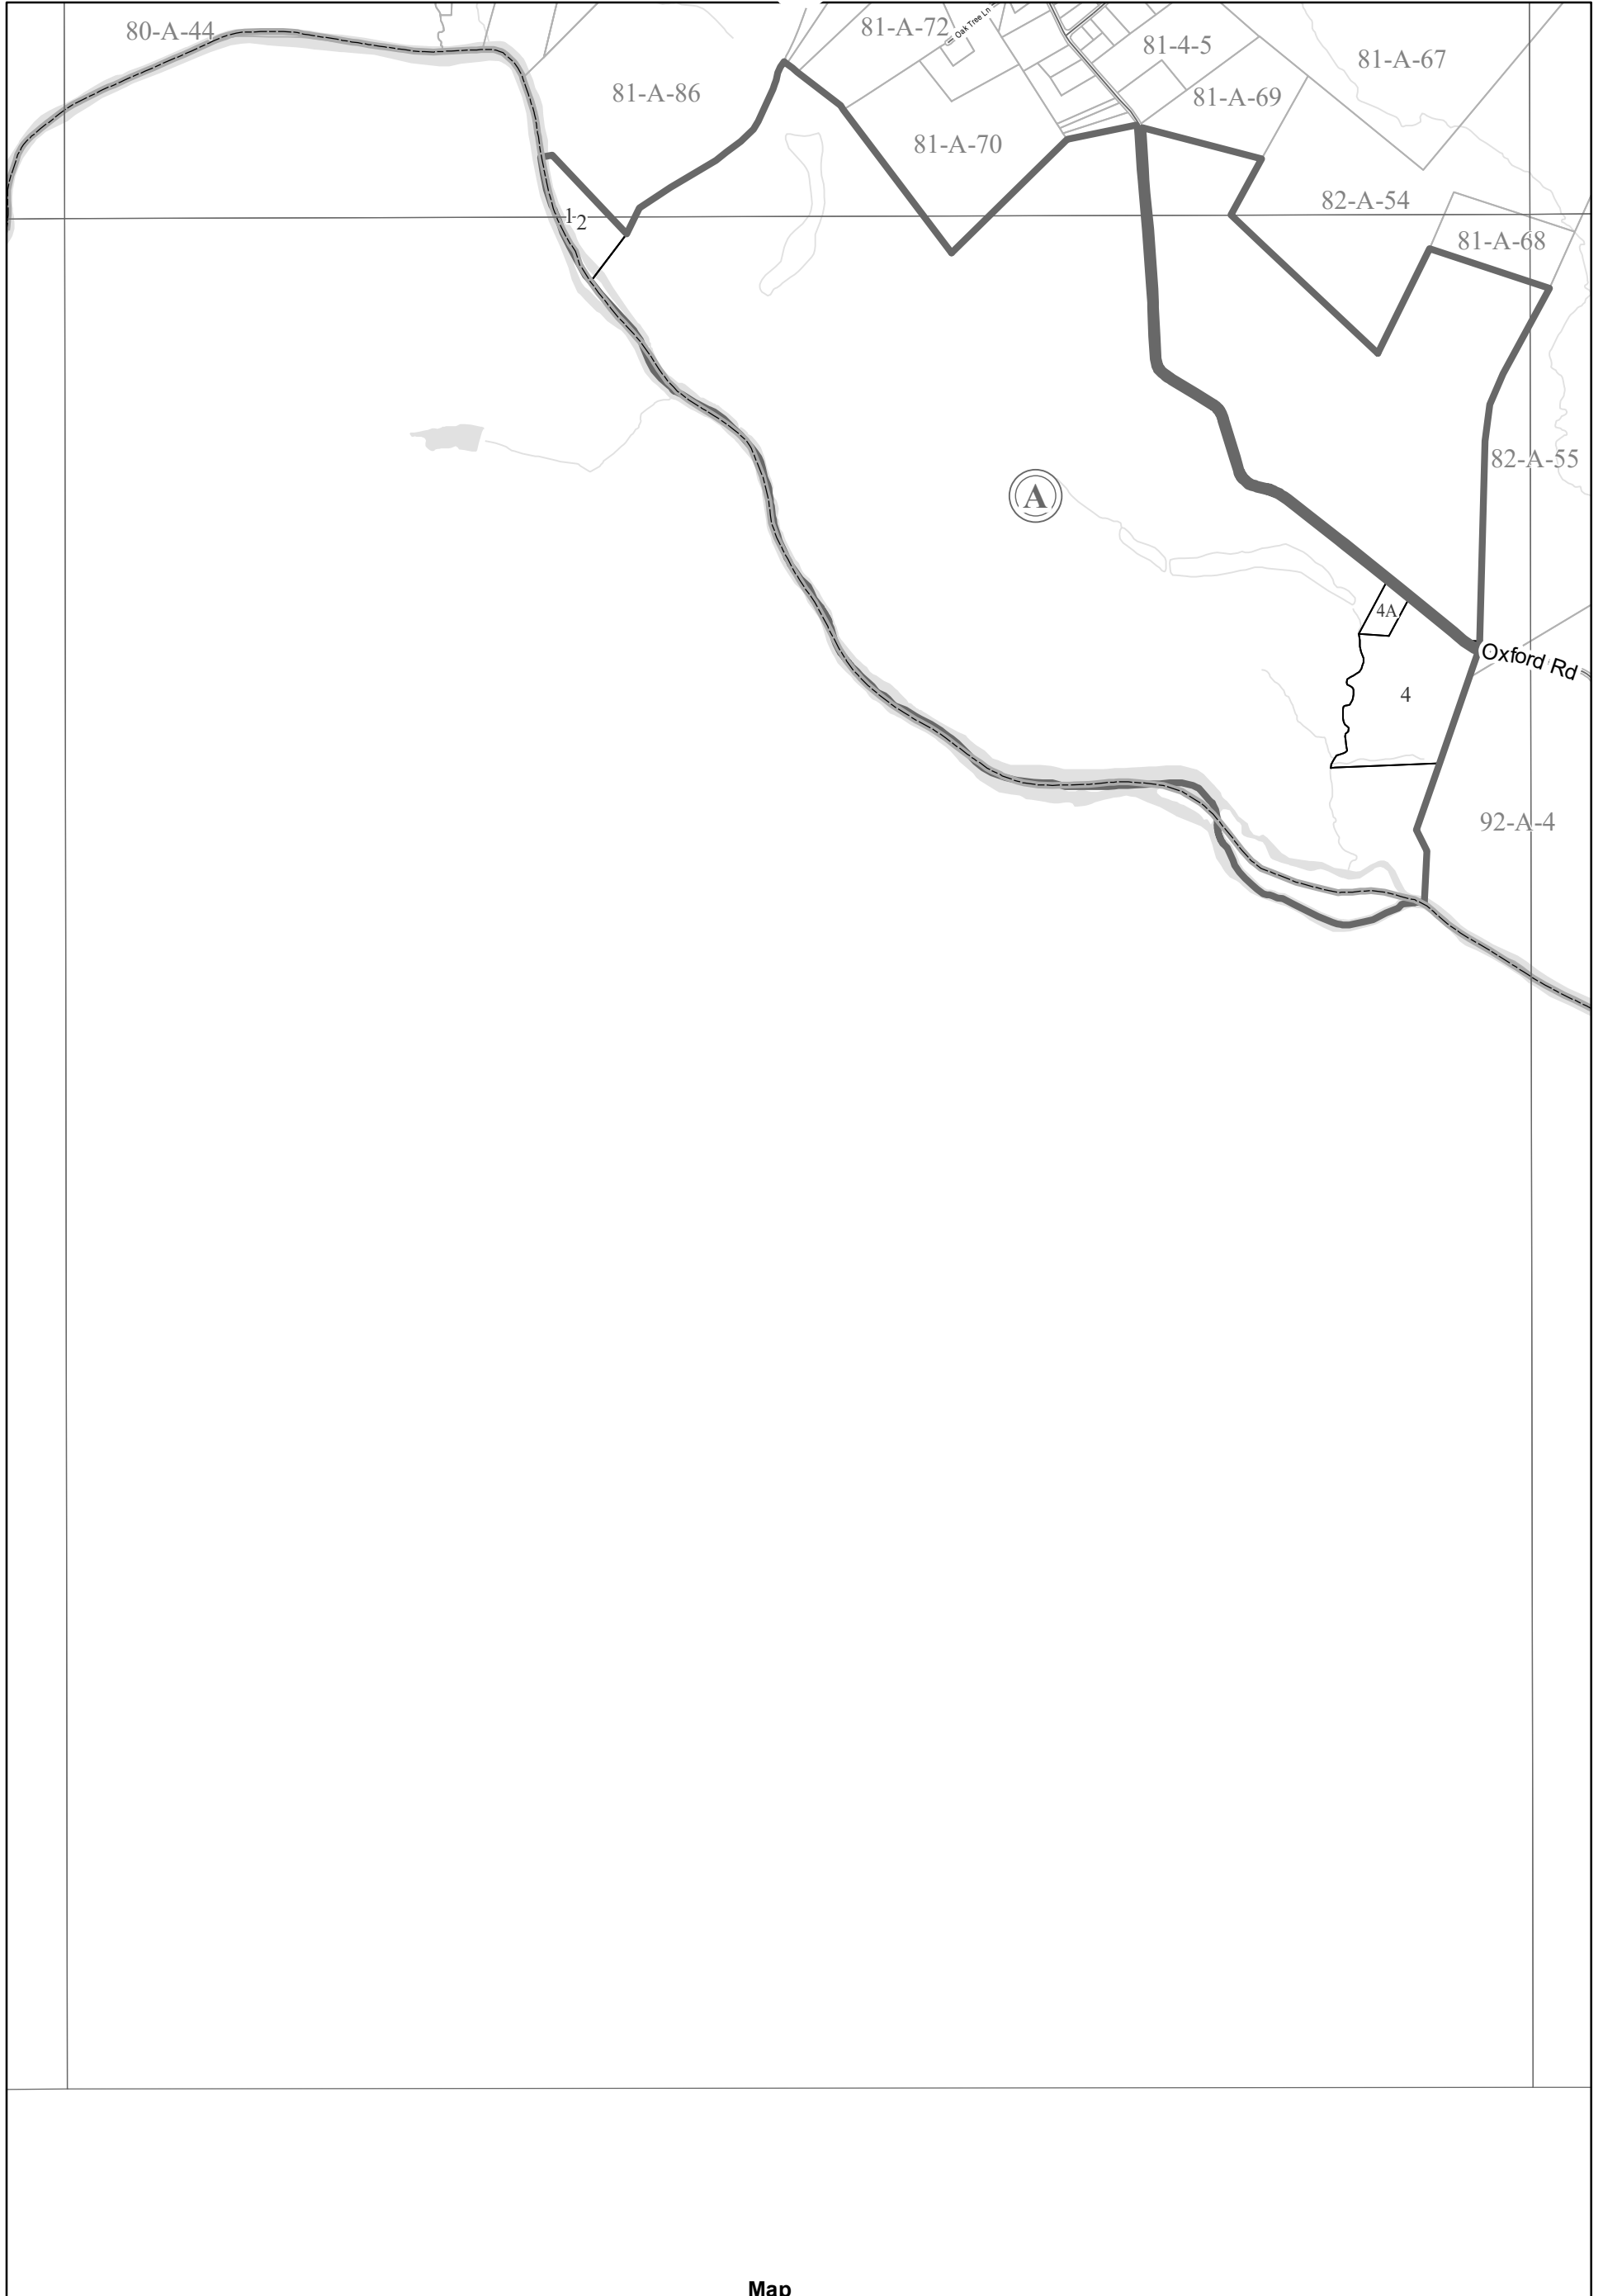 80-A-44
81-A-72
Oak Tree Ln
81-4-5
81-A-67
81-A-86
81-A-69
81-A-70
82-A-54
1-2
81-A-68
82-A-55
A
4A
Oxford Rd
4
92-A-4
Map